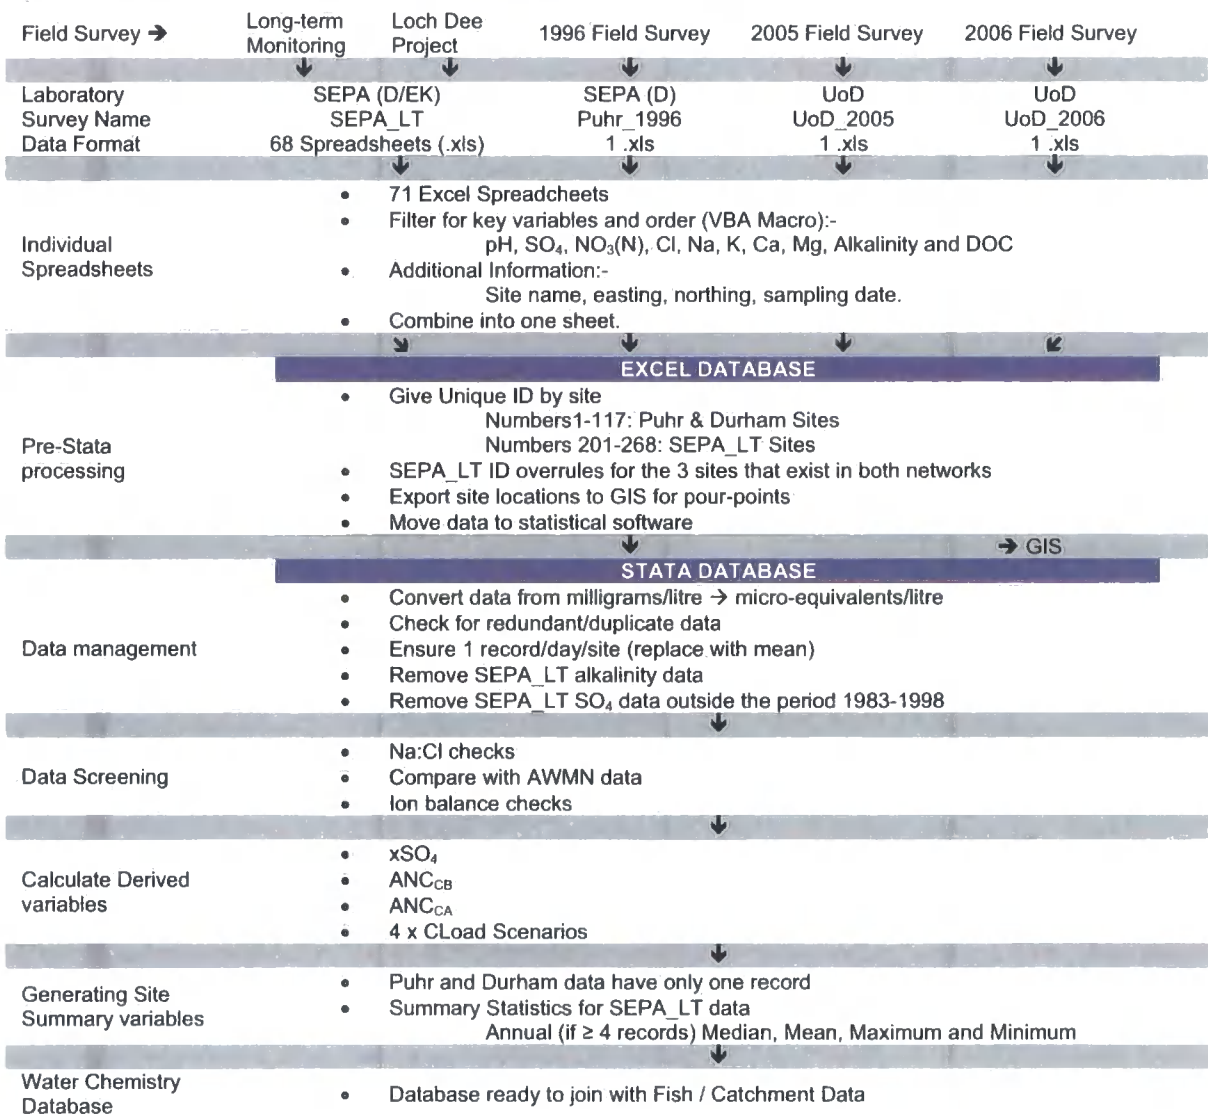 Field Survey → Long-term Monitoring Loch Dee Project 1996 Field Survey 2005 Field Survey 2006 Field Survey
Laboratory SEPA (D/EK) SEPA (D) UoD UoD
Survey Name SEPA_LT Puhr_1996 UoD_2005 UoD_2006
Data Format 68 Spreadsheets (.xls) 1 .xls 1 .xls 1 .xls
Individual Spreadsheets
• 71 Excel Spreadcheets
• Filter for key variables and order (VBA Macro):-
pH, SO₄, NO₃(N), Cl, Na, K, Ca, Mg, Alkalinity and DOC
• Additional Information:-
Site name, easting, northing, sampling date.
• Combine into one sheet.
EXCEL DATABASE
Pre-Stata
processing
• Give Unique ID by site
Numbers1-117: Puhr & Durham Sites
Numbers 201-268: SEPA_LT Sites
• SEPA_LT ID overrules for the 3 sites that exist in both networks
• Export site locations to GIS for pour-points
• Move data to statistical software
→ GIS
STATA DATABASE
Data management
• Convert data from milligrams/litre → micro-equivalents/litre
• Check for redundant/duplicate data
• Ensure 1 record/day/site (replace with mean)
• Remove SEPA_LT alkalinity data
• Remove SEPA_LT SO₄ data outside the period 1983-1998
Data Screening
• Na:Cl checks
• Compare with AWMN data
• Ion balance checks
Calculate Derived
variables
• xSO₄
• ANC_CB
• ANC_CA
• 4 x CLoad Scenarios
Generating Site
Summary variables
• Puhr and Durham data have only one record
• Summary Statistics for SEPA_LT data
Annual (if ≥ 4 records) Median, Mean, Maximum and Minimum
Water Chemistry
Database
• Database ready to join with Fish / Catchment Data